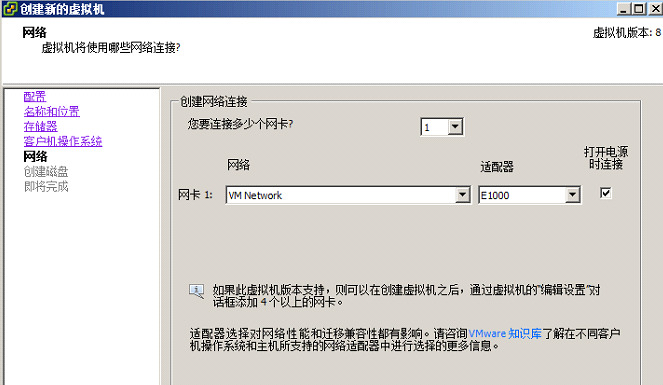 创建新的虚拟机
网络
虚拟机将使用哪些网络连接?
虚拟机版本: 8
配置
名称和位置
存储器
客户机操作系统
网络
创建磁盘
即将完成
创建网络连接
您要连接多少个网卡?
1
网络
适配器
打开电源
时连接
网卡 1:
VM Network
E1000
如果此虚拟机版本支持，则可以在创建虚拟机之后，通过虚拟机的"编辑设置"对
话框添加 4 个以上的网卡。
适配器选择对网络性能和迁移兼容性都有影响。请咨询VMware 知识库了解在不同客户
机操作系统和主机所支持的网络适配器中进行选择的更多信息。